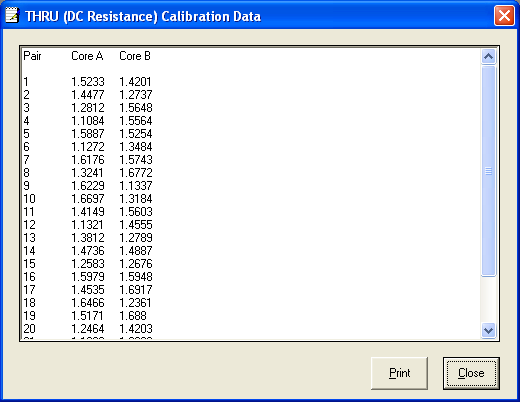 THRU (DC Resistance) Calibration Data
Pair Core A Core B
1 1.5233 1.4201
2 1.4477 1.2737
3 1.2812 1.5648
4 1.1084 1.5564
5 1.5887 1.5254
6 1.1272 1.3484
7 1.6176 1.5743
8 1.3241 1.6772
9 1.6229 1.1337
10 1.6697 1.3184
11 1.4149 1.5603
12 1.1321 1.4555
13 1.3812 1.2789
14 1.4736 1.4887
15 1.2583 1.2676
16 1.5979 1.5948
17 1.4535 1.6917
18 1.6466 1.2361
19 1.5171 1.688
20 1.2464 1.4203
Print Close